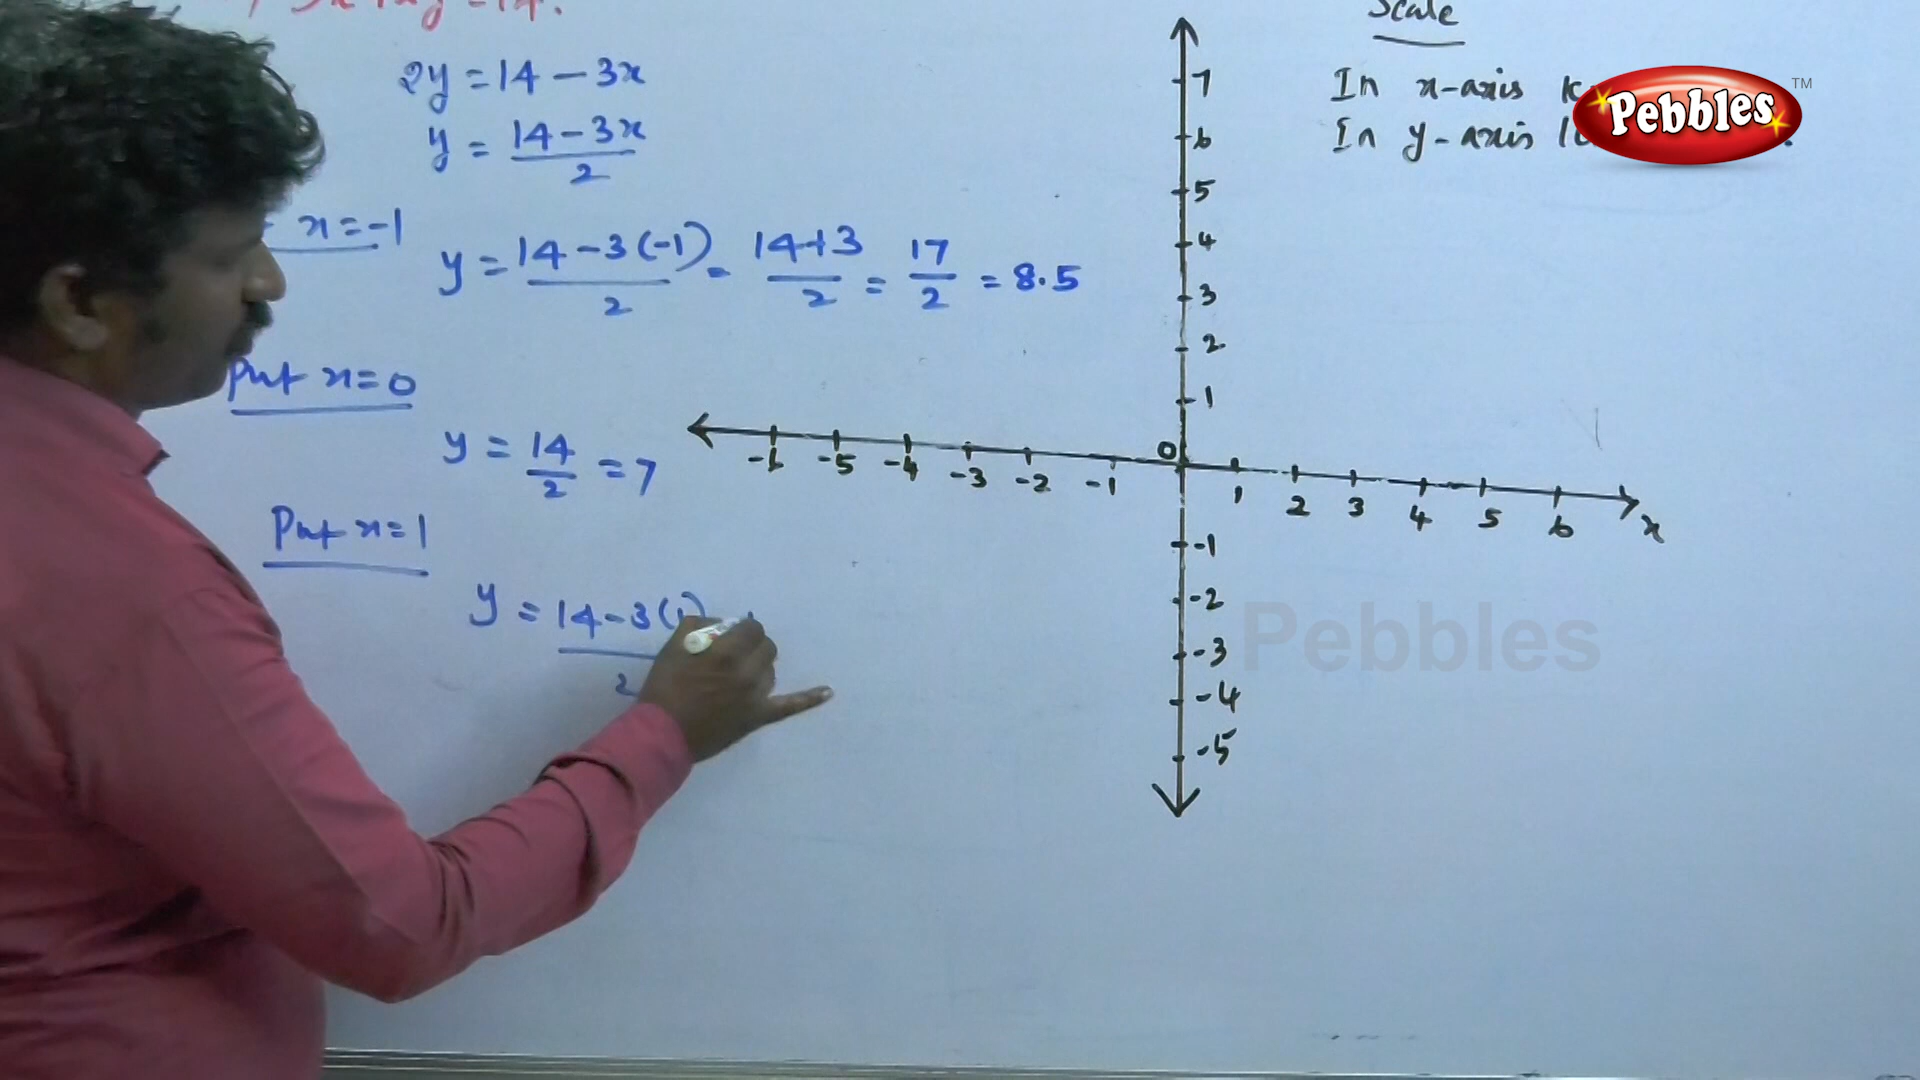 3x + 2y = 14.
2y = 14 - 3x
y = 14 - 3x / 2
x = -1
y = 14 - 3(-1) / 2 = 14+3 / 2 = 17 / 2 = 8.5
Put x = 0
y = 14 / 2 = 7
Put x = 1
y = 14 - 3(1) / 2
Scale
In x-axis
In y-axis
Pebbles TM
7
6
5
4
3
2
1
0
-6 -5 -4 -3 -2 -1
1 2 3 4 5 6 x
-1
-2
-3
-4
-5
Pebbles